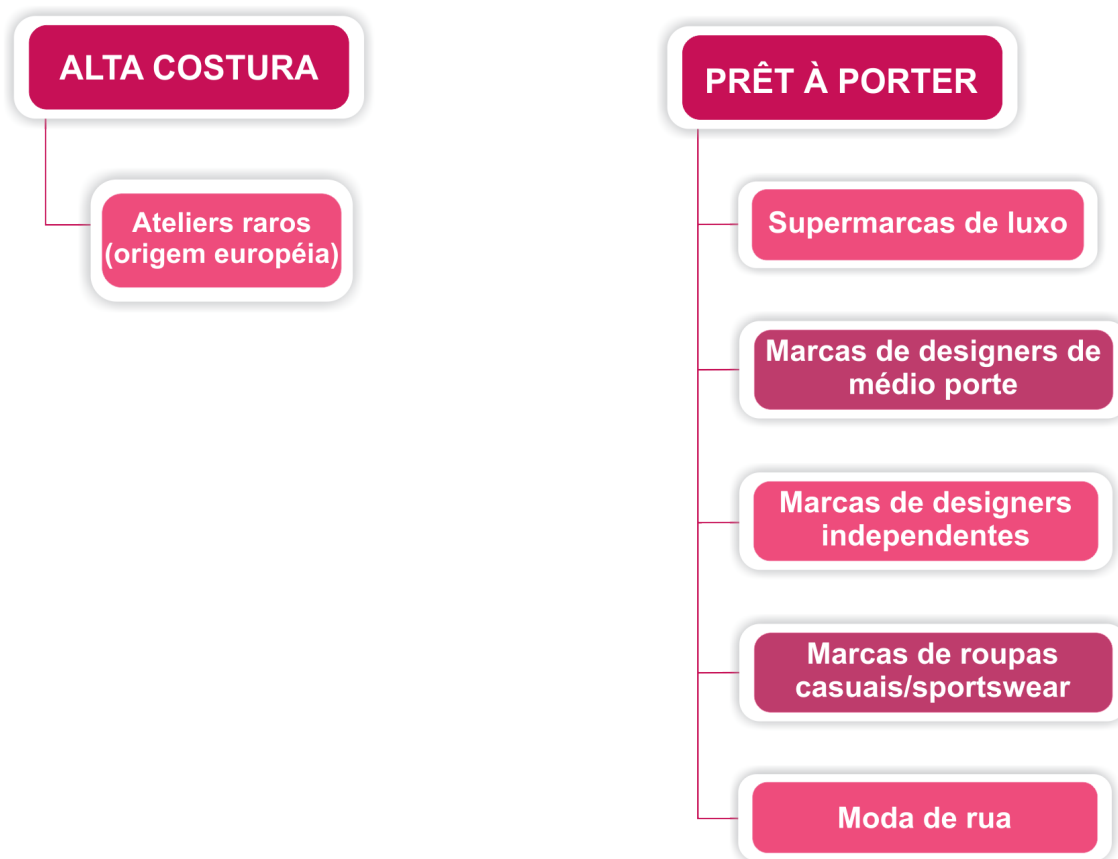 ALTA COSTURA
Ateliers raros
(origem européia)
PRÊT À PORTER
Supermarcas de luxo
Marcas de designers de
médio porte
Marcas de designers
independentes
Marcas de roupas
casuais/sportswear
Moda de rua